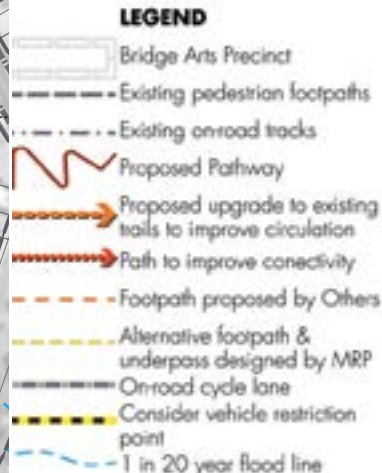 LEGEND
Bridge Arts Precinct
Existing pedestrian footpaths
Existing on-road tracks
Proposed Pathway
Proposed upgrade to existing
trails to improve circulation
Path to improve conectivity
Footpath proposed by Others
Alternative footpath &
underpass designed by MRP
On-road cycle lane
Consider vehicle restriction
point
1 in 20 year flood line